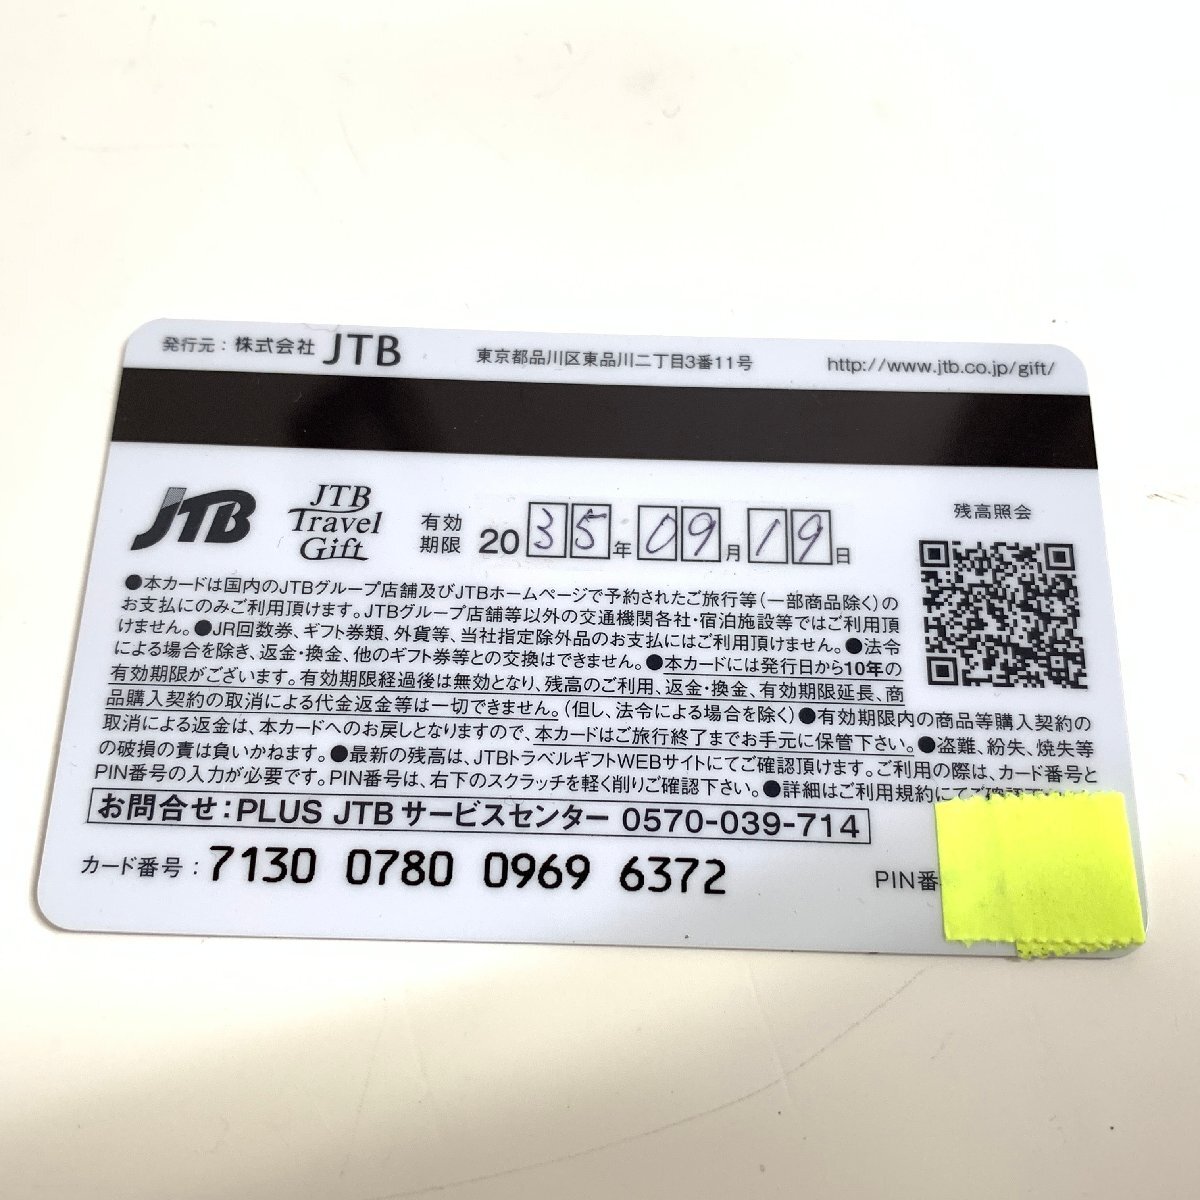 発行元：株式会社 JTB 東京都品川区東品川二丁目3番11号 http://www.jtb.co.jp/gift/
JTB
JTB
Travel
Gift
有効
期限 2035年09月19日
残高照会
●本カードは国内のJTBグループ店舗及びJTBホームページで予約されたご旅行等(一部商品除く)の
お支払にのみご利用頂けます。JTBグループ店舗等以外の交通機関各社・宿泊施設等ではご利用頂
けません。●JR回数券、ギフト券類、外貨等、当社指定除外品のお支払にはご利用頂けません。●法令
による場合を除き、返金・換金、他のギフト券等との交換はできません。●本カードには発行日から10年の
有効期限がございます。有効期限経過後は無効となり、残高のご利用、返金・換金、有効期限延長、商
品購入契約の取消による代金返金等は一切できません。(但し、法令による場合を除く)●有効期限内の商品等購入契約の
取消による返金は、本カードへのお戻しとなりますので、本カードはご旅行終了までお手元に保管下さい。●盗難、紛失、焼失等
の破損の責は負いかねます。●最新の残高は、JTBトラベルギフトWEBサイトにてご確認頂けます。ご利用の際は、カード番号と
PIN番号の入力が必要です。PIN番号は、右下のスクラッチを軽く削りご確認下さい。●詳細はご利用規約にてご確認下さい
お問合せ：PLUS JTBサービスセンター 0570-039-714
カード番号：7130 0780 0969 6372 PIN番